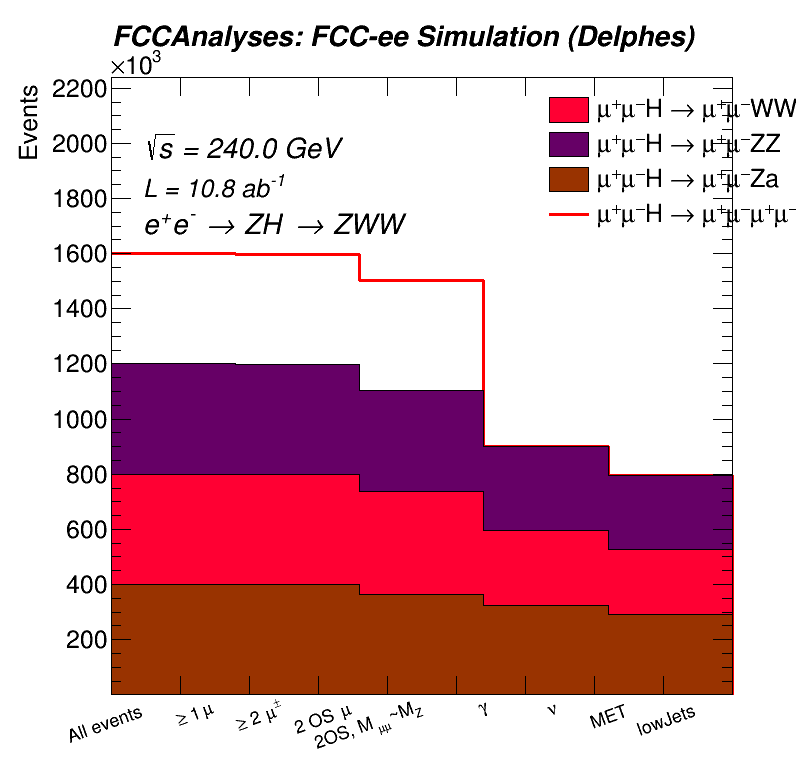 FCCAnalyses: FCC-ee Simulation (Delphes)
×10³
Events
2200
2000
1800
1600
1400
1200
1000
800
600
400
200
√s = 240.0 GeV
L = 10.8 ab⁻¹
e⁺e⁻ → ZH → ZWW
μ⁺μ⁻H → μ⁺μ⁻WW
μ⁺μ⁻H → μ⁺μ⁻ZZ
μ⁺μ⁻H → μ⁺μ⁻Za
μ⁺μ⁻H → μ⁺μ⁻μ⁺μ⁻
All events
≥ 1 μ
≥ 2 μ±
2 OS μ
2OS, M μμ~M_Z
γ
ν
MET
lowJets